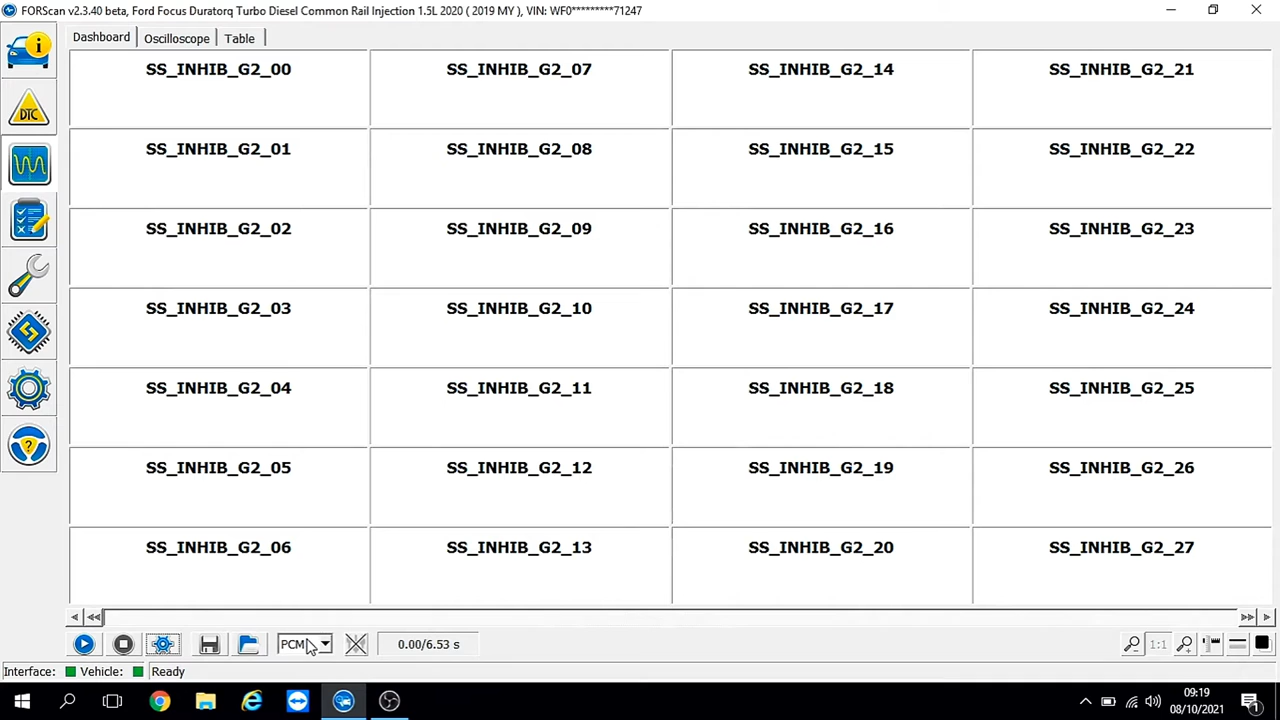 FORScan v2.3.40 beta, Ford Focus Duratorq Turbo Diesel Common Rail Injection 1.5L 2020 ( 2019 MY ), VIN: WF0*********71247
Dashboard Oscilloscope Table
SS_INHIB_G2_00 SS_INHIB_G2_07 SS_INHIB_G2_14 SS_INHIB_G2_21
DTC
SS_INHIB_G2_01 SS_INHIB_G2_08 SS_INHIB_G2_15 SS_INHIB_G2_22
SS_INHIB_G2_02 SS_INHIB_G2_09 SS_INHIB_G2_16 SS_INHIB_G2_23
SS_INHIB_G2_03 SS_INHIB_G2_10 SS_INHIB_G2_17 SS_INHIB_G2_24
SS_INHIB_G2_04 SS_INHIB_G2_11 SS_INHIB_G2_18 SS_INHIB_G2_25
SS_INHIB_G2_05 SS_INHIB_G2_12 SS_INHIB_G2_19 SS_INHIB_G2_26
SS_INHIB_G2_06 SS_INHIB_G2_13 SS_INHIB_G2_20 SS_INHIB_G2_27
PCM 0.00/6.53 s 1:1
Interface: Vehicle: Ready
09:19
08/10/2021
1